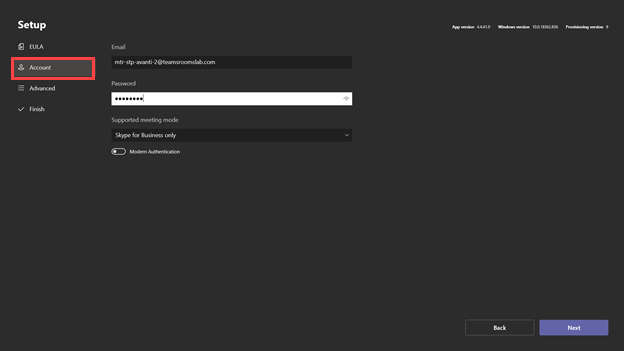 Setup
App version 4.4.41.0 Windows version 10.0.18362.836 Provisioning version 9
EULA
Account
Advanced
Finish
Email
mtr-stp-avanti-2@teamsroomslab.com
Password
••••••••
Supported meeting mode
Skype for Business only
Modern Authentication
Back
Next